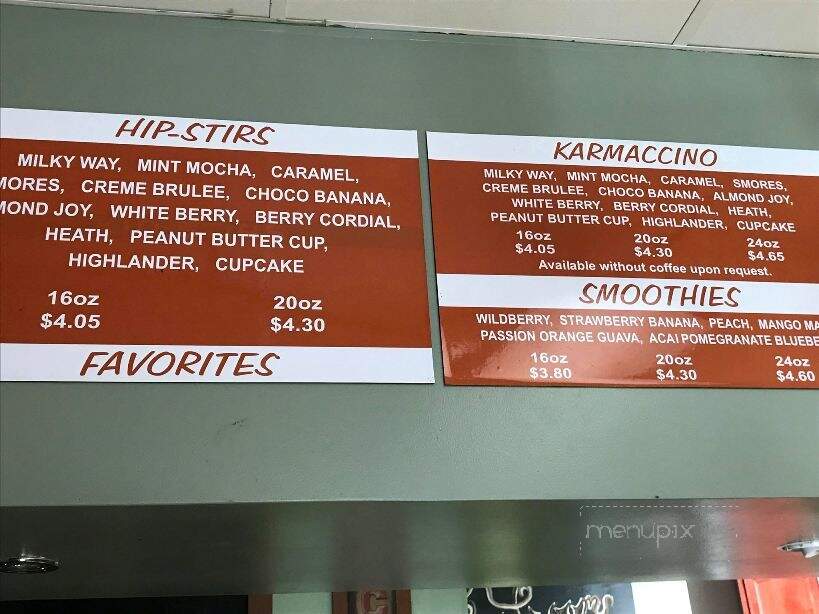 HIP-STIRS
MILKY WAY, MINT MOCHA, CARAMEL,
MORES, CREME BRULEE, CHOCO BANANA,
MOND JOY, WHITE BERRY, BERRY CORDIAL,
HEATH, PEANUT BUTTER CUP,
HIGHLANDER, CUPCAKE
16oz 20oz
$4.05 $4.30
FAVORITES
KARMACCINO
MILKY WAY, MINT MOCHA, CARAMEL, SMORES,
CREME BRULEE, CHOCO BANANA, ALMOND JOY,
WHITE BERRY, BERRY CORDIAL, HEATH,
PEANUT BUTTER CUP, HIGHLANDER, CUPCAKE
16oz 20oz 24oz
$4.05 $4.30 $4.65
Available without coffee upon request.
SMOOTHIES
WILDBERRY, STRAWBERRY BANANA, PEACH, MANGO MA
PASSION ORANGE GUAVA, ACAI POMEGRANATE BLUEBE
16oz 20oz 24oz
$3.80 $4.30 $4.60
menupix